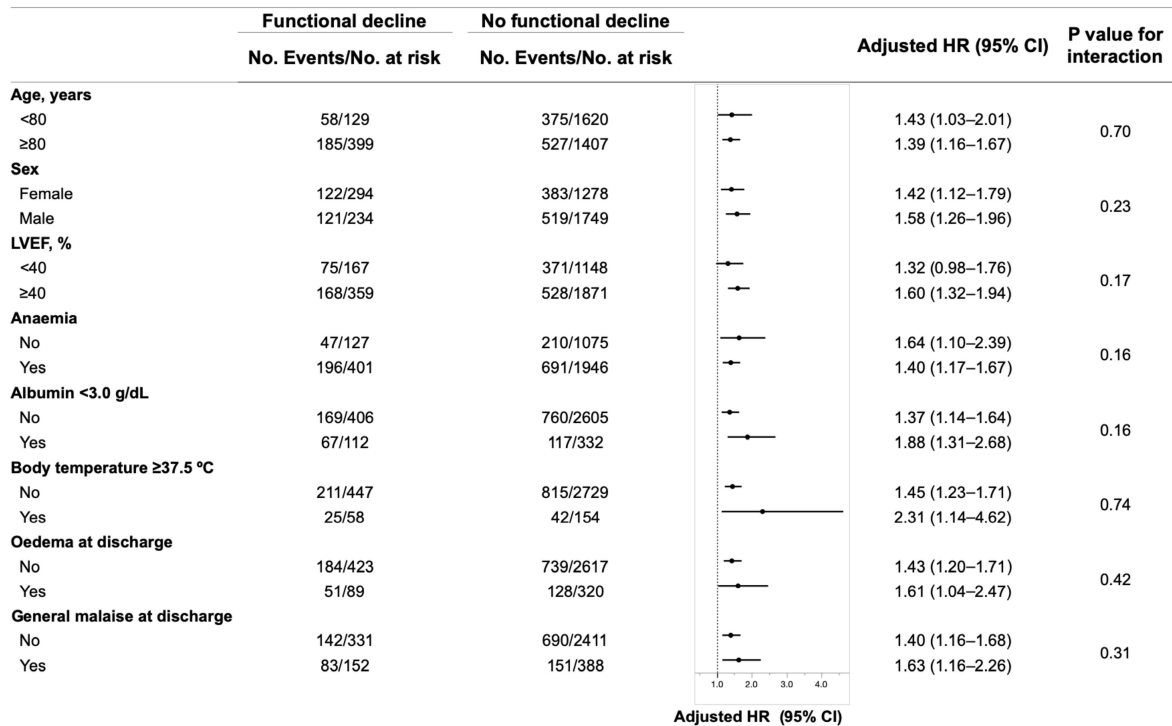 Functional decline No functional decline
No. Events/No. at risk No. Events/No. at risk Adjusted HR (95% CI) P value for interaction
Age, years
<80 58/129 375/1620 1.43 (1.03–2.01)
0.70
≥80 185/399 527/1407 1.39 (1.16–1.67)
Sex
Female 122/294 383/1278 1.42 (1.12–1.79)
0.23
Male 121/234 519/1749 1.58 (1.26–1.96)
LVEF, %
<40 75/167 371/1148 1.32 (0.98–1.76)
0.17
≥40 168/359 528/1871 1.60 (1.32–1.94)
Anaemia
No 47/127 210/1075 1.64 (1.10–2.39)
0.16
Yes 196/401 691/1946 1.40 (1.17–1.67)
Albumin <3.0 g/dL
No 169/406 760/2605 1.37 (1.14–1.64)
0.16
Yes 67/112 117/332 1.88 (1.31–2.68)
Body temperature ≥37.5 ºC
No 211/447 815/2729 1.45 (1.23–1.71)
0.74
Yes 25/58 42/154 2.31 (1.14–4.62)
Oedema at discharge
No 184/423 739/2617 1.43 (1.20–1.71)
0.42
Yes 51/89 128/320 1.61 (1.04–2.47)
General malaise at discharge
No 142/331 690/2411 1.40 (1.16–1.68)
0.31
Yes 83/152 151/388 1.63 (1.16–2.26)
1.0 2.0 3.0 4.0
Adjusted HR (95% CI)